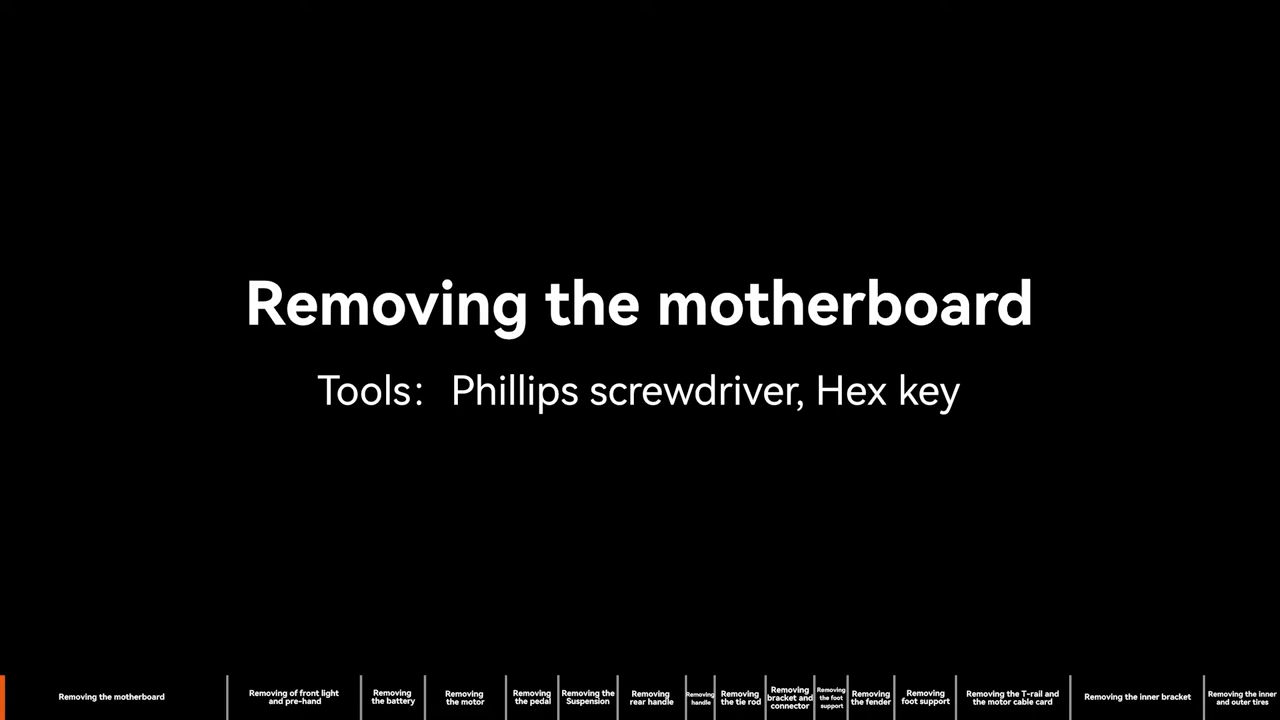 Removing the motherboard
Tools： Phillips screwdriver, Hex key
Removing the motherboard
Removing of front light
and pre-hand
Removing
the battery
Removing
the motor
Removing
the pedal
Removing the
Suspension
Removing
rear handle
Removing
handle
Removing
the tie rod
Removing
bracket and
connector
Removing
the foot
support
Removing
the fender
Removing
foot support
Removing the T-rail and
the motor cable card
Removing the inner bracket
Removing the inner
and outer tires